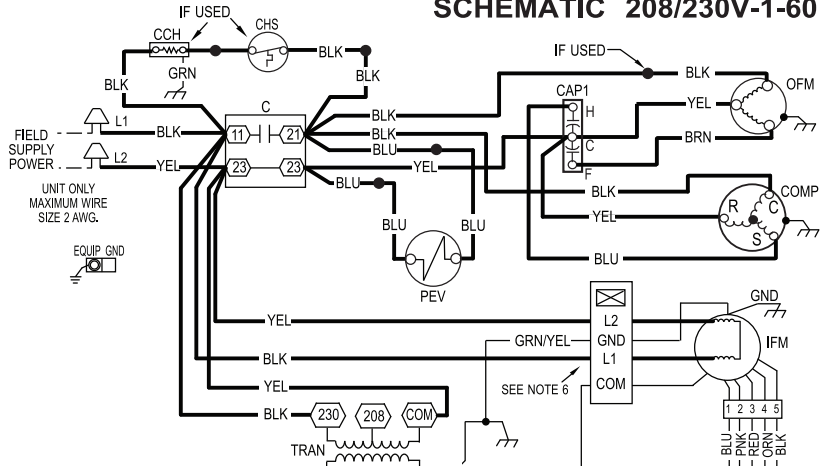 SCHEMATIC 208/230V-1-60
IF USED
CCH
CHS
BLK
GRN
BLK
BLK
IF USED
BLK
OFM
CAP1
H
C
F
YEL
BRN
C
11
21
23
23
BLK
BLK
BLU
YEL
BLU
FIELD
SUPPLY
POWER
L1
L2
BLK
YEL
UNIT ONLY
MAXIMUM WIRE
SIZE 2 AWG.
EQUIP GND
BLU
BLU
PEV
BLK
YEL
BLU
COMP
R
C
S
YEL
GRN/YEL
BLK
SEE NOTE 6
L2
GND
L1
COM
GND
IFM
YEL
BLK
230
208
COM
TRAN
1 2 3 4 5
BLU
PNK
RED
ORN
BLK